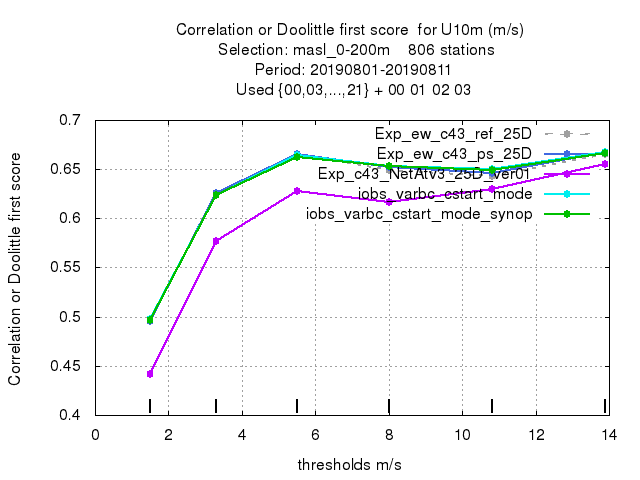 Correlation or Doolittle first score  for U10m (m/s)
Selection: masl_0-200m    806 stations
Period: 20190801-20190811
Used {00,03,...,21} + 00 01 02 03
Correlation or Doolittle first score
0.7
0.65
0.6
0.55
0.5
0.45
0.4
Exp_ew_c43_ref_25D
Exp_ew_c43_ps_25D
Exp_c43_NetAtv3_25D_ver01
iobs_varbc_cstart_mode
iobs_varbc_cstart_mode_synop
0 2 4 6 8 10 12 14
thresholds m/s